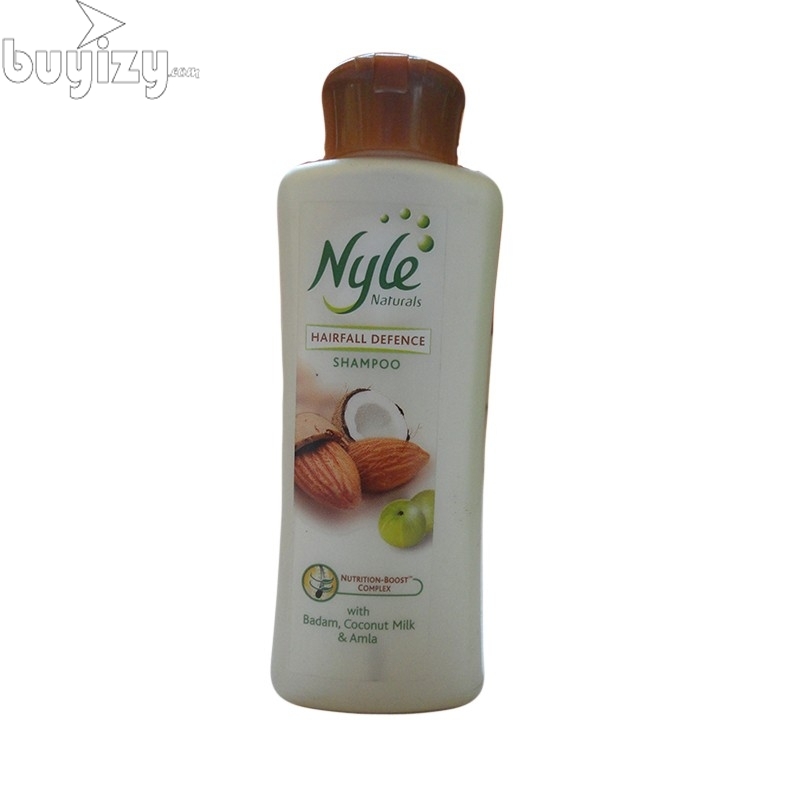 buyizy.com
Nyle
Naturals
HAIRFALL DEFENCE
SHAMPOO
NUTRITION-BOOST™
COMPLEX
with
Badam, Coconut Milk
& Amla